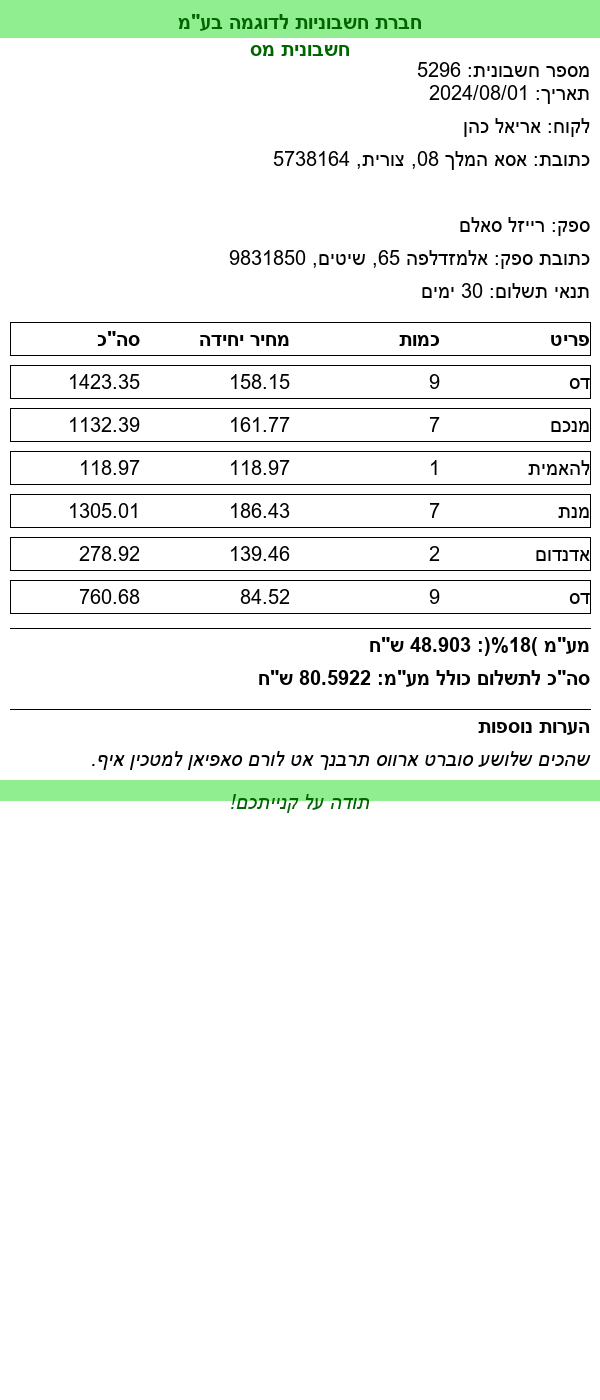 חברת חשבוניות לדוגמה בע"מ
חשבונית מס
מספר חשבונית: 5296
תאריך: 2024/08/01
לקוח: אריאל כהן
כתובת: אסא המלך 08, צורית, 5738164
ספק: רייזל סאלם
כתובת ספק: אלמזדלפה 65, שיטים, 9831850
תנאי תשלום: 30 ימים
פריט כמות מחיר יחידה סה"כ
דס 9 158.15 1423.35
מנכם 7 161.77 1132.39
להאמית 1 118.97 118.97
מנת 7 186.43 1305.01
אדנדום 2 139.46 278.92
דס 9 84.52 760.68
מע"מ )18%(: 48.903 ש"ח
סה"כ לתשלום כולל מע"מ: 80.5922 ש"ח
הערות נוספות
שהכים שלושע סוברט ארווס תרבנך אט לורם סאפיאן למטכין איף.
תודה על קנייתכם!